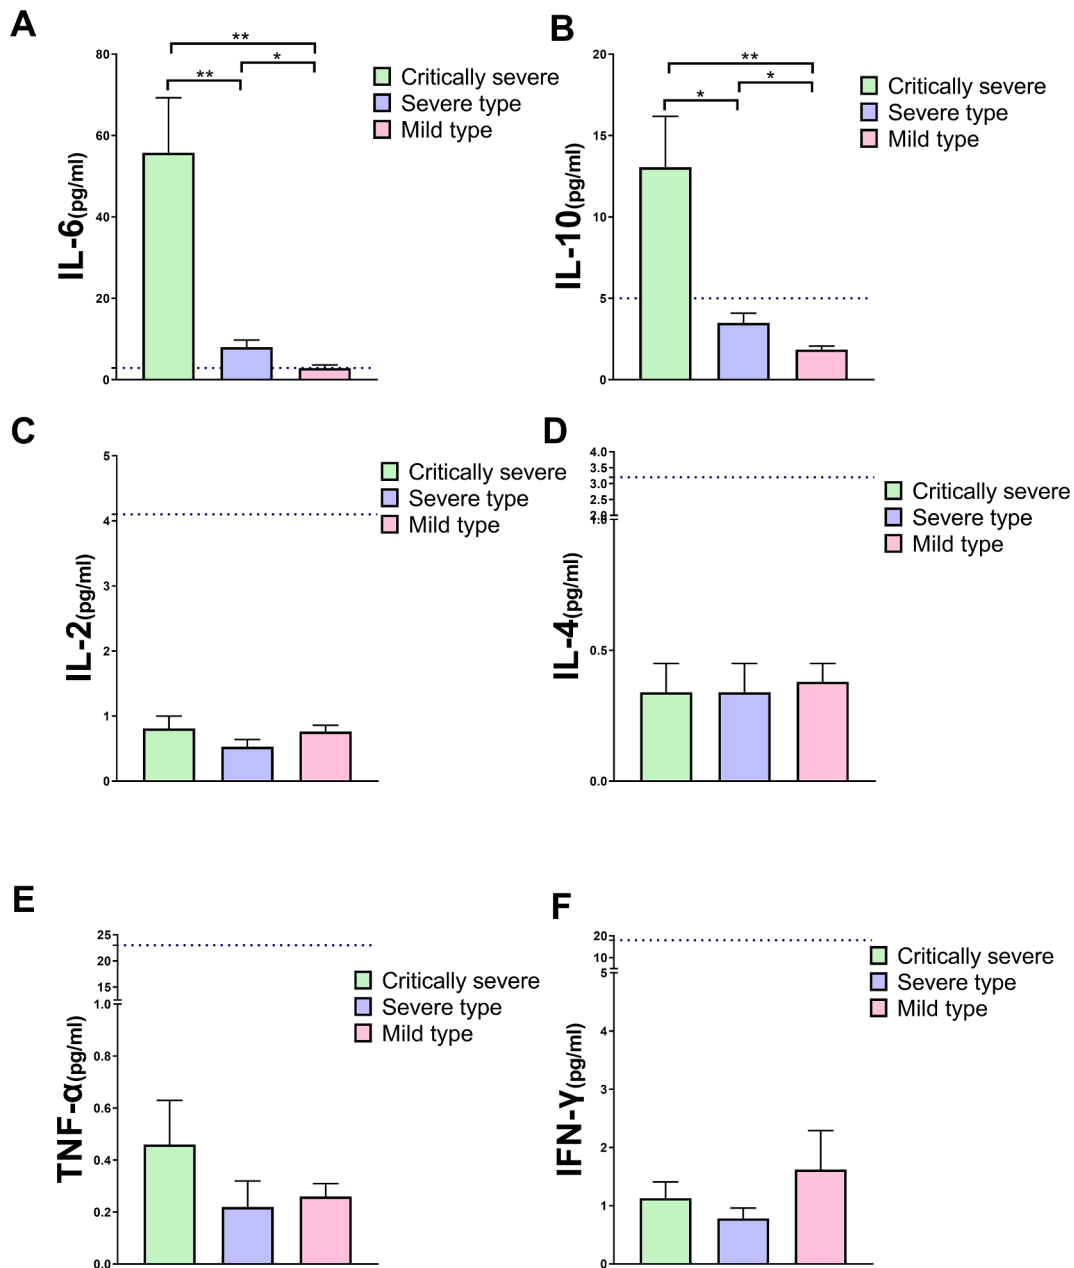 A
**
**
*
80
60
40
20
0
IL-6(pg/ml)
Critically severe
Severe type
Mild type
B
**
*
*
20
15
10
5
0
IL-10(pg/ml)
Critically severe
Severe type
Mild type
C
5
4
3
2
1
0
IL-2(pg/ml)
Critically severe
Severe type
Mild type
D
4.0
3.5
3.0
2.5
2.0
1.0
0.5
0.0
IL-4(pg/ml)
Critically severe
Severe type
Mild type
E
25
20
15
1.0
0.8
0.6
0.4
0.2
0.0
TNF-α(pg/ml)
Critically severe
Severe type
Mild type
F
20
10
5
4
3
2
1
0
IFN-γ(pg/ml)
Critically severe
Severe type
Mild type